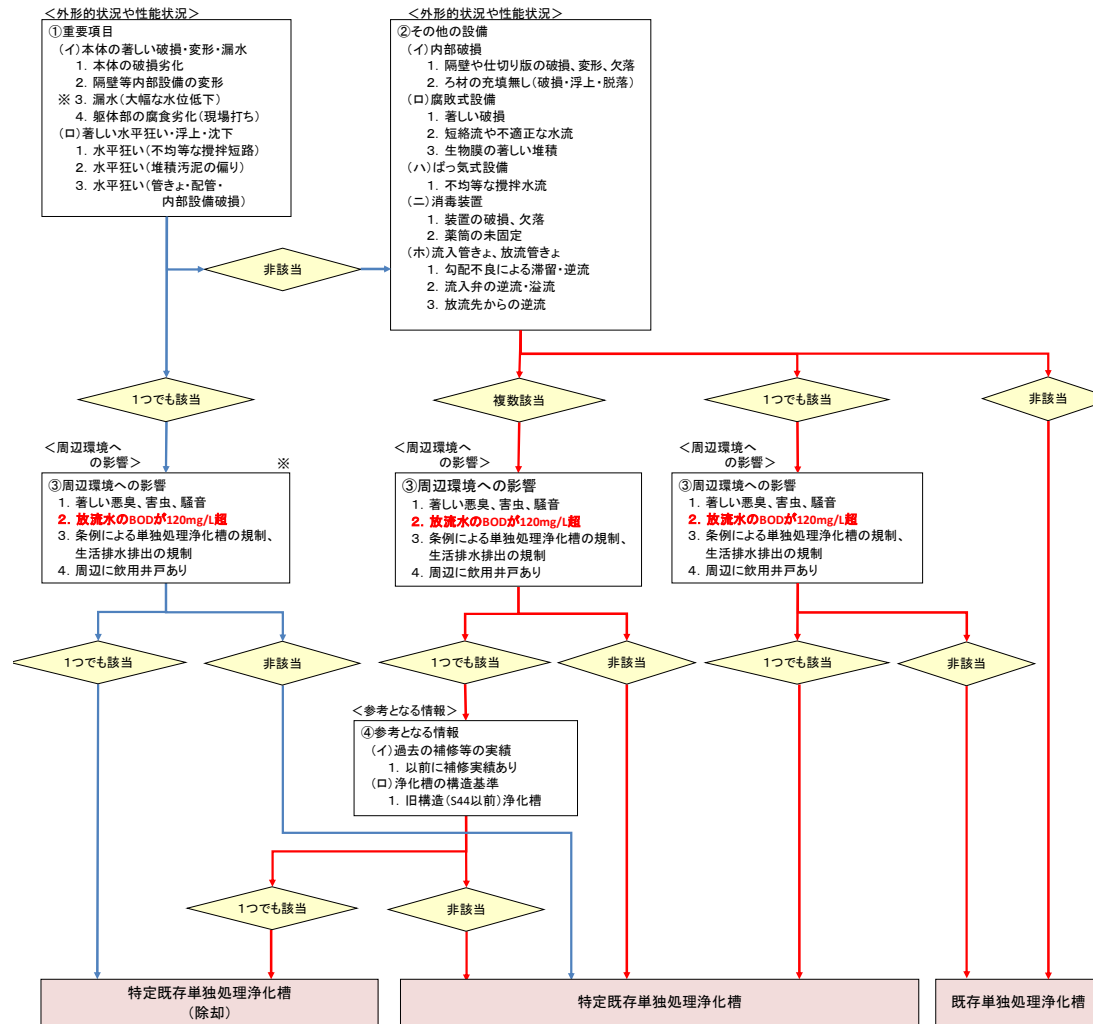 ＜外形的状況や性能状況＞
①重要項目
（イ）本体の著しい破損・変形・漏水
1. 本体の破損劣化
2. 隔壁等内部設備の変形
※ 3. 漏水（大幅な水位低下）
4. 躯体部の腐食劣化（現場打ち）
（ロ）著しい水平狂い・浮上・沈下
1. 水平狂い（不均等な攪拌短路）
2. 水平狂い（堆積汚泥の偏り）
3. 水平狂い（管きょ・配管・
内部設備破損）
＜外形的状況や性能状況＞
②その他の設備
（イ）内部破損
1. 隔壁や仕切り版の破損、変形、欠落
2. ろ材の充填無し（破損・浮上・脱落）
（ロ）腐敗式設備
1. 著しい破損
2. 短絡流や不適正な水流
3. 生物膜の著しい堆積
（ハ）ばっ気式設備
1. 不均等な攪拌水流
（ニ）消毒装置
1. 装置の破損、欠落
2. 薬筒の未固定
（ホ）流入管きょ、放流管きょ
1. 勾配不良による滞留・逆流
2. 流入弁の逆流・溢流
3. 放流先からの逆流
非該当
1つでも該当
複数該当
1つでも該当
非該当
＜周辺環境へ
の影響＞
※
③周辺環境への影響
1. 著しい悪臭、害虫、騒音
2. 放流水のBODが120mg/L超
3. 条例による単独処理浄化槽の規制、
生活排水排出の規制
4. 周辺に飲用井戸あり
＜周辺環境へ
の影響＞
③周辺環境への影響
1. 著しい悪臭、害虫、騒音
2. 放流水のBODが120mg/L超
3. 条例による単独処理浄化槽の規制、
生活排水排出の規制
4. 周辺に飲用井戸あり
＜周辺環境へ
の影響＞
③周辺環境への影響
1. 著しい悪臭、害虫、騒音
2. 放流水のBODが120mg/L超
3. 条例による単独処理浄化槽の規制、
生活排水排出の規制
4. 周辺に飲用井戸あり
1つでも該当
非該当
1つでも該当
非該当
1つでも該当
非該当
＜参考となる情報＞
④参考となる情報
（イ）過去の補修等の実績
1. 以前に補修実績あり
（ロ）浄化槽の構造基準
1. 旧構造（S44以前）浄化槽
1つでも該当
非該当
特定既存単独処理浄化槽
（除却）
特定既存単独処理浄化槽
既存単独処理浄化槽